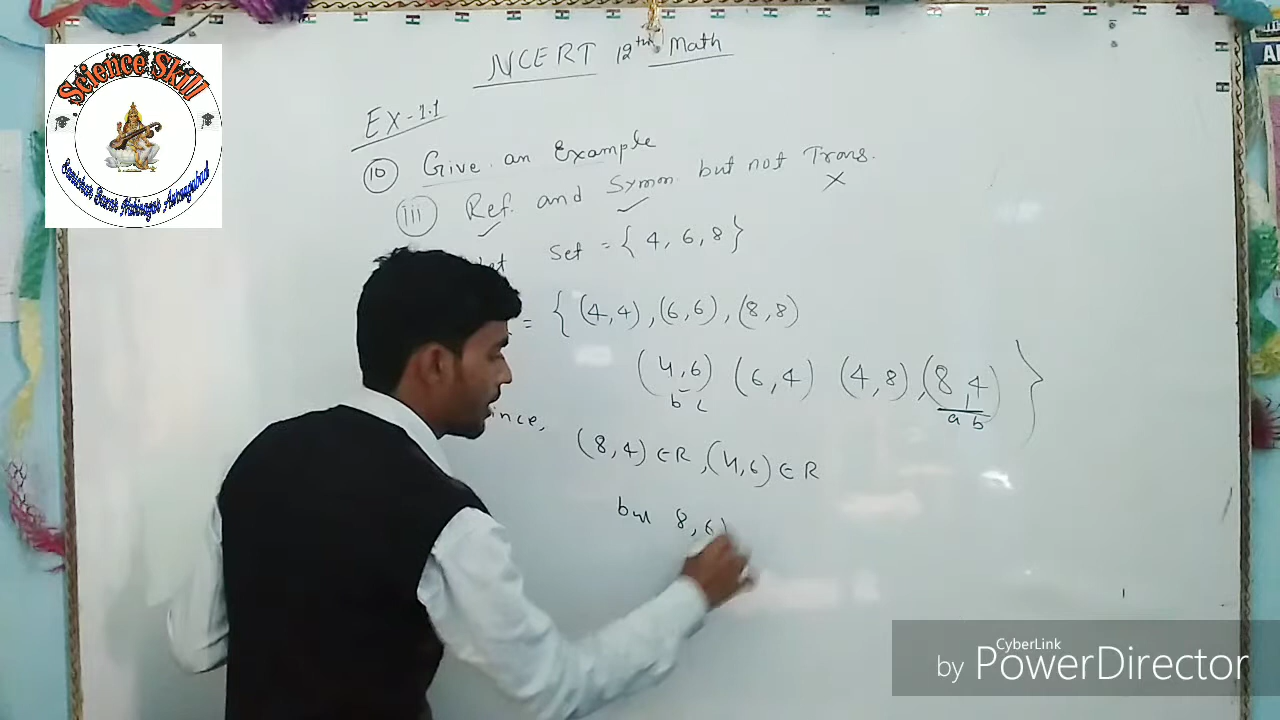 Science Skill
NCERT 12th Math
EX-1.1
10 Give an Example
iii Ref. and Symm. but not Trans.
✓ ✓ X
Set = { 4, 6, 8 }
= { (4,4), (6,6), (8,8)
(4,6) (6,4) (4,8), (8,4) }
b c a b
ince,
(8,4) ∈ R, (4,6) ∈ R
but 8,6)
CyberLink
by PowerDirector